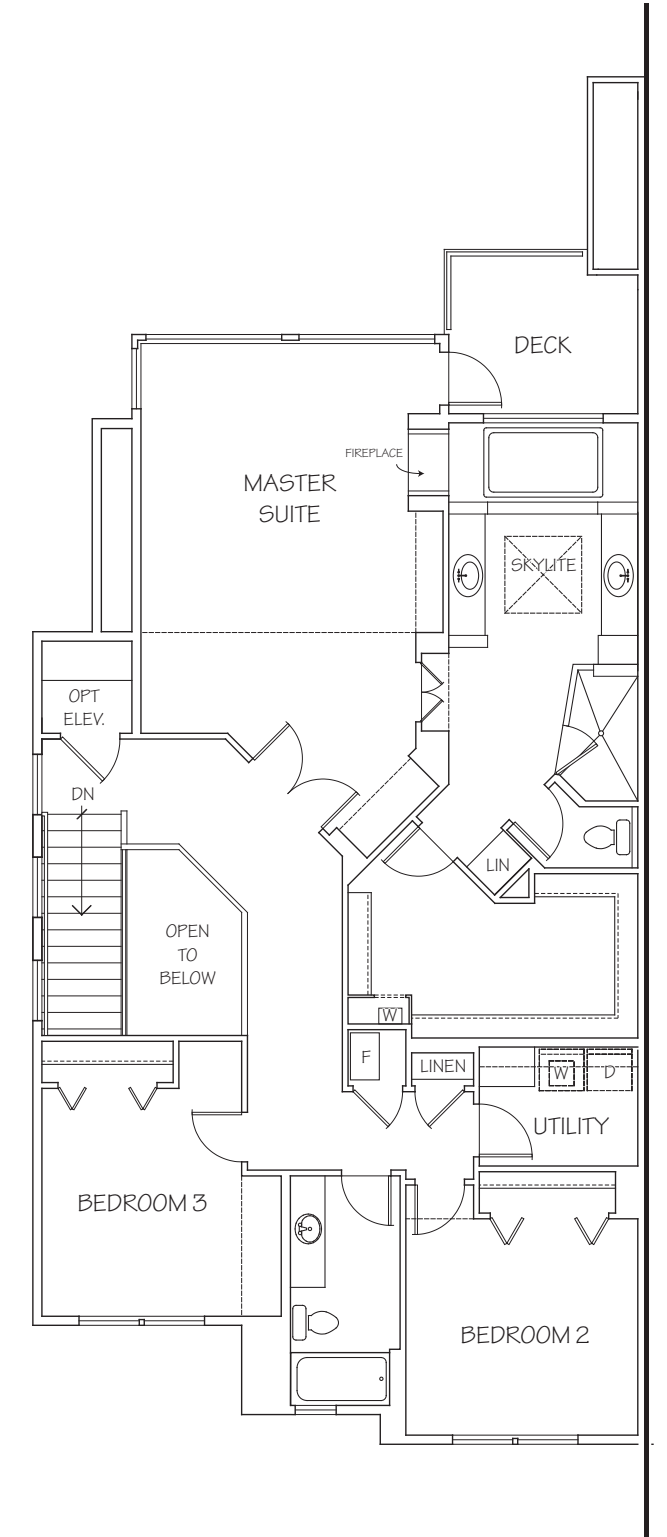 DECK
FIREPLACE
MASTER
SUITE
SKYLITE
OPT
ELEV.
DN
LIN
OPEN
TO
BELOW
W
F
LINEN
W
D
UTILITY
BEDROOM 3
BEDROOM 2